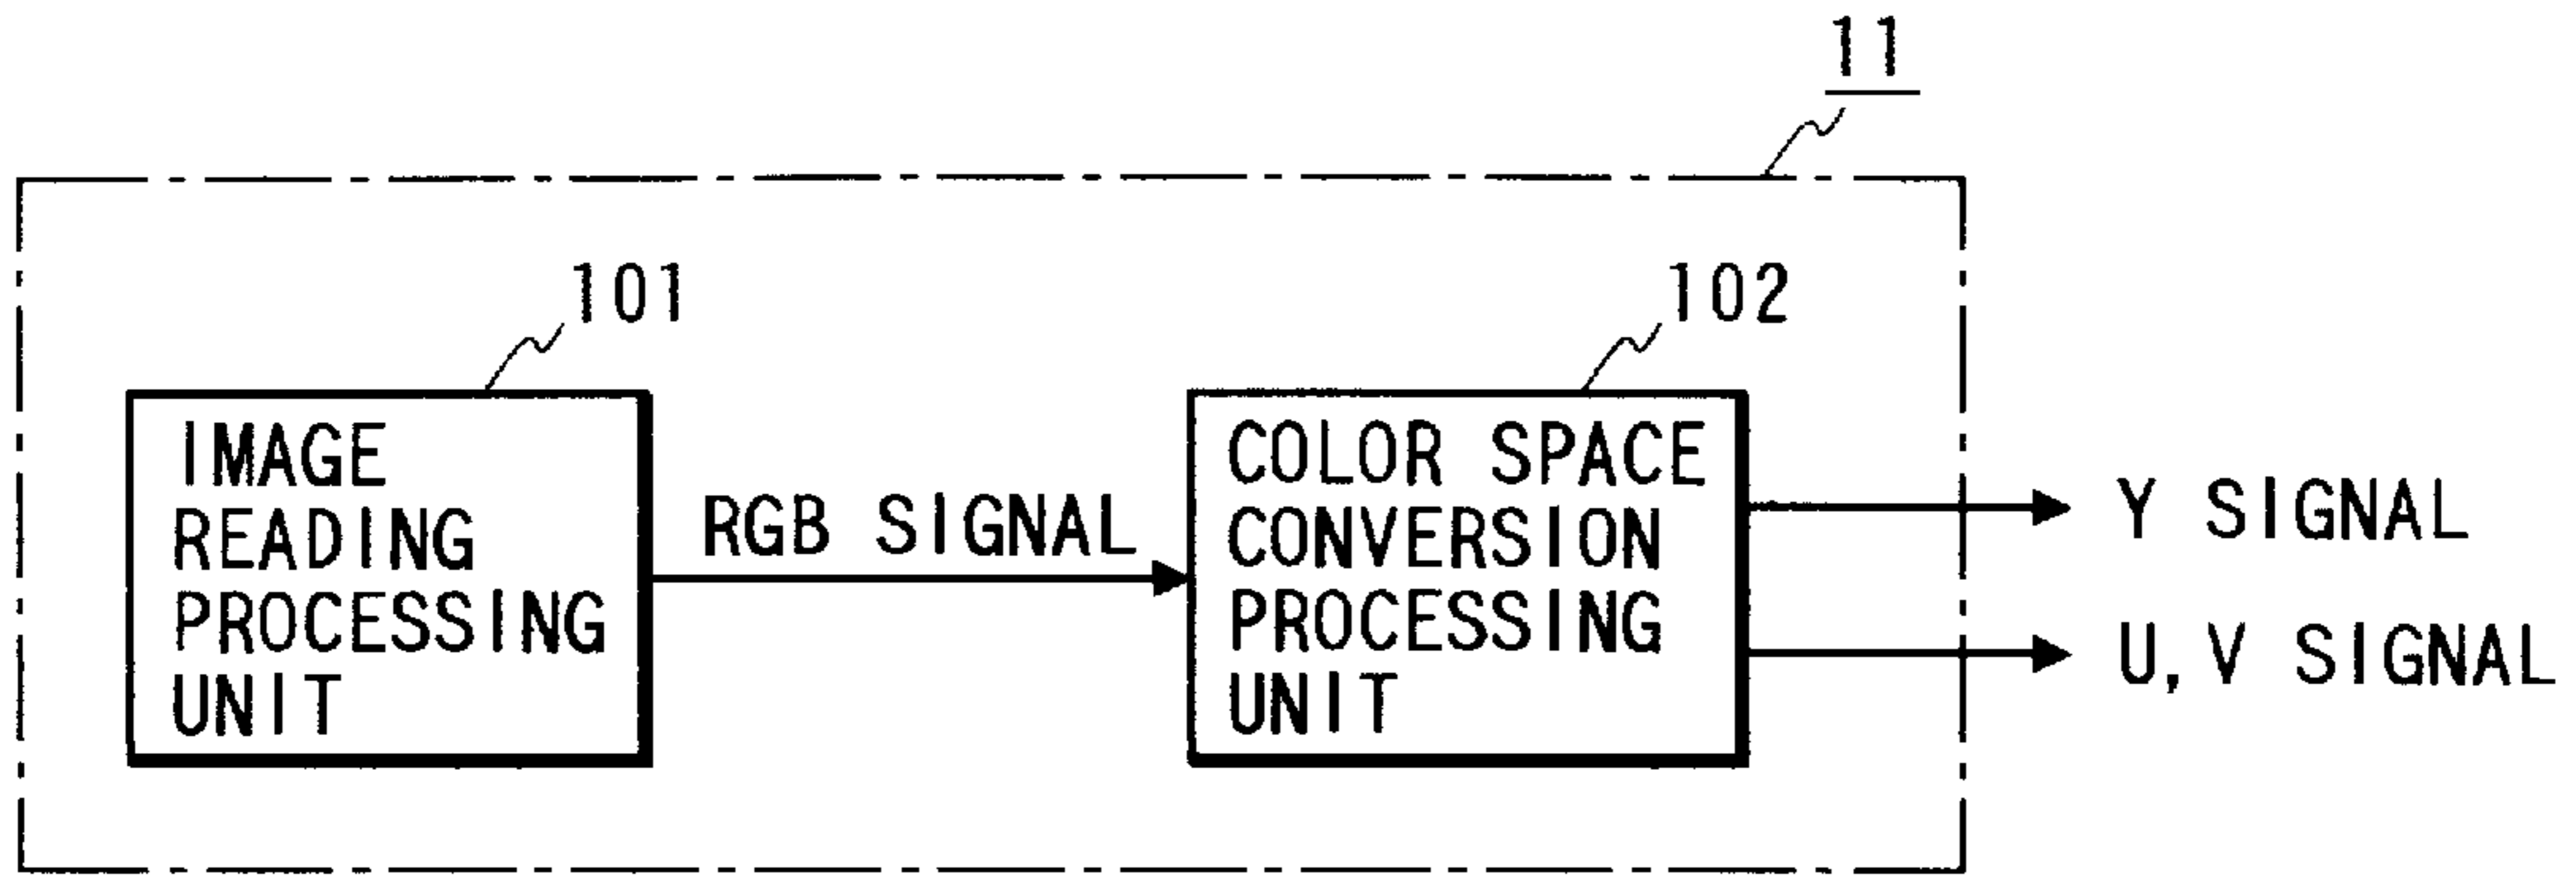 11
101
102
IMAGE
READING
PROCESSING
UNIT
RGB SIGNAL
COLOR SPACE
CONVERSION
PROCESSING
UNIT
Y SIGNAL
U, V SIGNAL